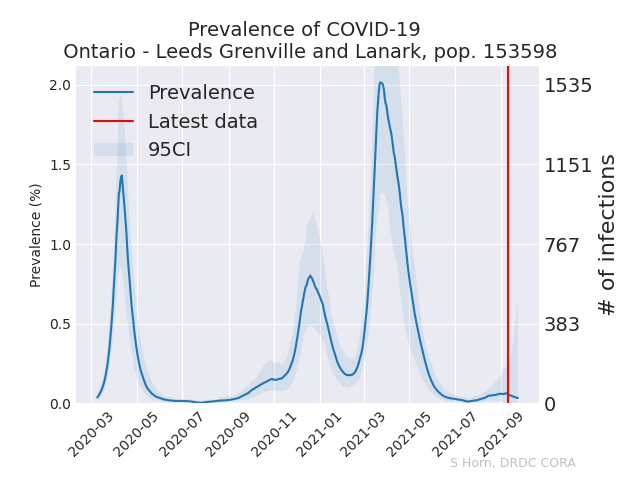 Prevalence of COVID-19
Ontario - Leeds Grenville and Lanark, pop. 153598
Prevalence
Latest data
95CI
Prevalence (%)
2.0
1.5
1.0
0.5
0.0
1535
1151
767
383
0
# of infections
2020-03
2020-05
2020-07
2020-09
2020-11
2021-01
2021-03
2021-05
2021-07
2021-09
S Horn, DRDC CORA